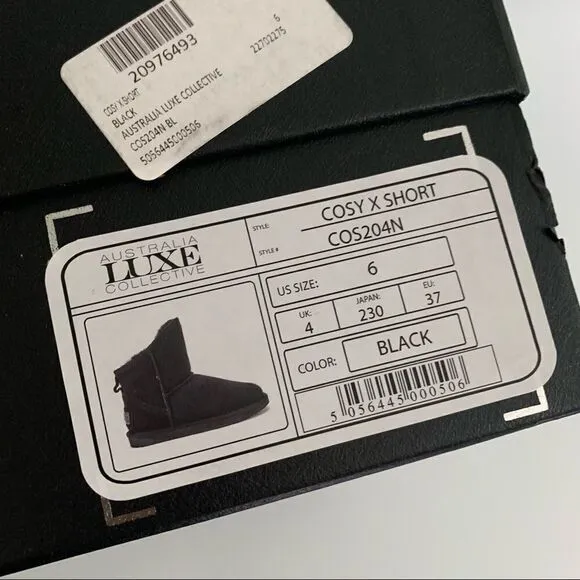 20976493
COSY X SHORT 6
BLACK 22702275
AUSTRALIA LUXE COLLECTIVE
COS204N-BL
5056445000506
AUSTRALIA
LUXE
COLLECTIVE
STYLE: COSY X SHORT
STYLE# COS204N
US SIZE: 6
UK: 4 JAPAN: 230 EU: 37
COLOR: BLACK
5 056445 000506